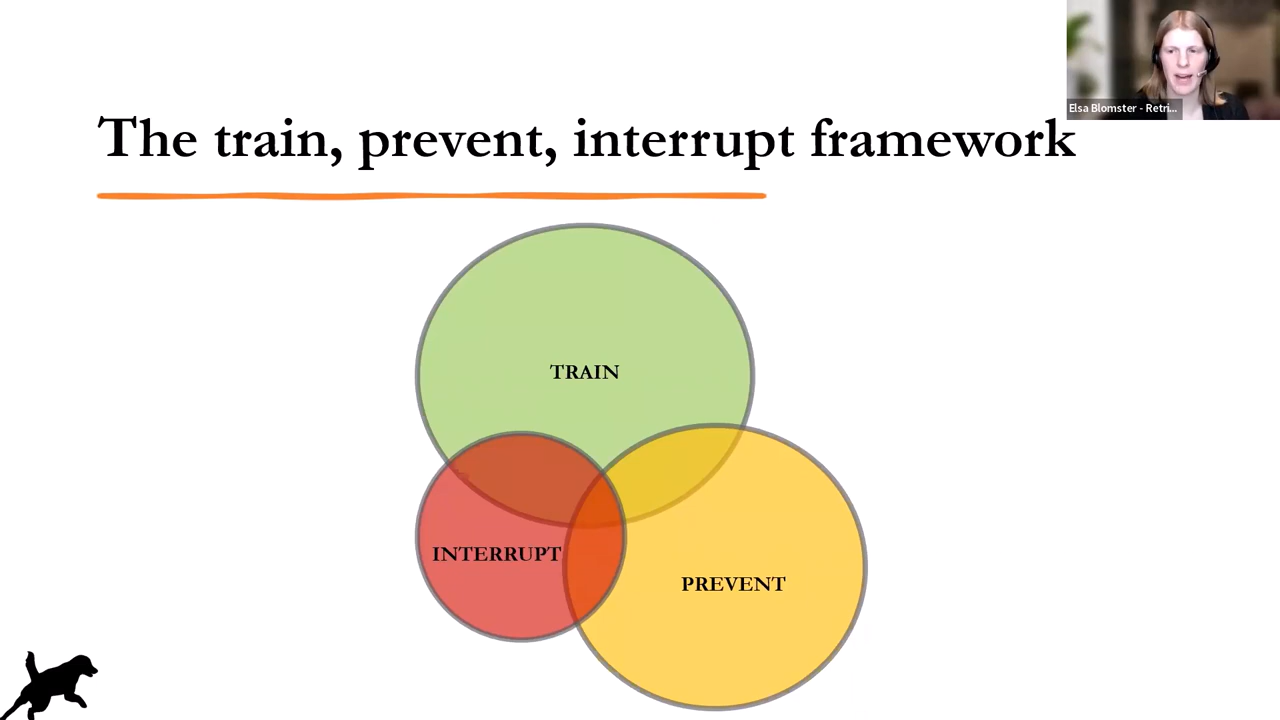 Elsa Blomster - Retri...
The train, prevent, interrupt framework
TRAIN
INTERRUPT
PREVENT